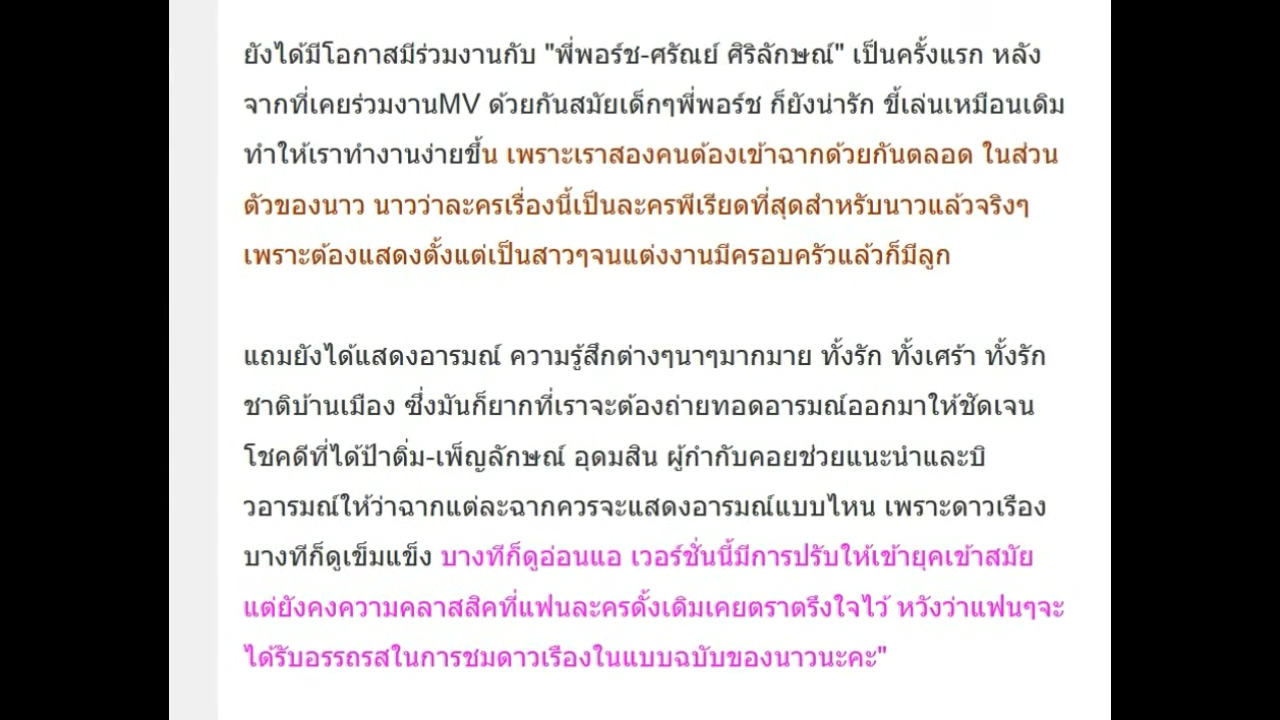 ยังได้มีโอกาสมีร่วมงานกับ "พี่พอร์ช-ศรัณย์ ศิริลักษณ์" เป็นครั้งแรก หลัง
จากที่เคยร่วมงานMV ด้วยกันสมัยเด็กๆพี่พอร์ช ก็ยังน่ารัก ขี้เล่นเหมือนเดิม
ทำให้เราทำงานง่ายขึ้น เพราะเราสองคนต้องเข้าฉากด้วยกันตลอด ในส่วน
ตัวของนาว นาวว่าละครเรื่องนี้เป็นละครพีเรียดที่สุดสำหรับนาวแล้วจริงๆ
เพราะต้องแสดงตั้งแต่เป็นสาวๆจนแต่งงานมีครอบครัวแล้วก็มีลูก
แถมยังได้แสดงอารมณ์ ความรู้สึกต่างๆนาๆมากมาย ทั้งรัก ทั้งเศร้า ทั้งรัก
ชาติบ้านเมือง ซึ่งมันก็ยากที่เราจะต้องถ่ายทอดอารมณ์ออกมาให้ชัดเจน
โชคดีที่ได้ป้าติ่ม-เพ็ญลักษณ์ อุดมสิน ผู้กำกับคอยช่วยแนะนำและบิ
วอารมณ์ให้ว่าฉากแต่ละฉากควรจะแสดงอารมณ์แบบไหน เพราะดาวเรือง
บางทีก็ดูเข็มแข็ง บางทีก็ดูอ่อนแอ เวอร์ชั่นนี้มีการปรับให้เข้ายุคเข้าสมัย
แต่ยังคงความคลาสสิคที่แฟนละครดั้งเดิมเคยตราตรึงใจไว้ หวังว่าแฟนๆจะ
ได้รับอรรถรสในการชมดาวเรืองในแบบฉบับของนาวนะคะ"